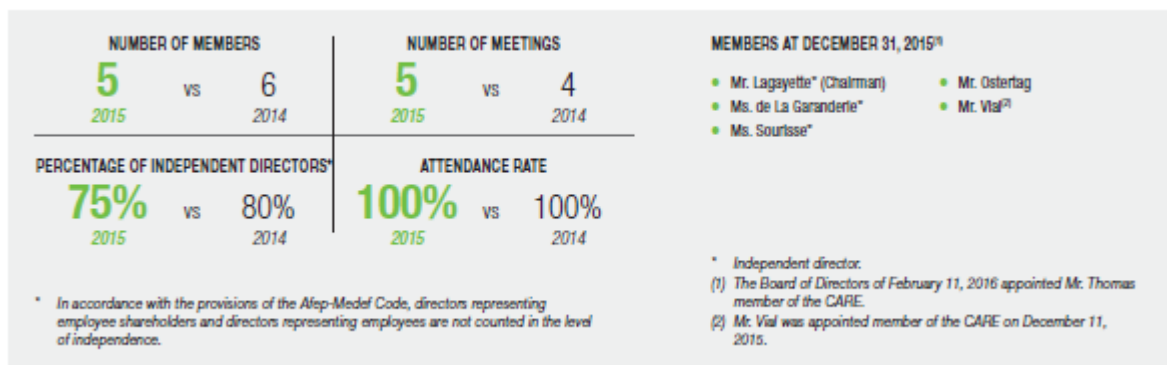 NUMBER OF MEMBERS
5 vs 6
2015 2014
NUMBER OF MEETINGS
5 vs 4
2015 2014
PERCENTAGE OF INDEPENDENT DIRECTORS*
75% vs 80%
2015 2014
ATTENDANCE RATE
100% vs 100%
2015 2014
* In accordance with the provisions of the Afep-Medef Code, directors representing
employee shareholders and directors representing employees are not counted in the level
of independence.
MEMBERS AT DECEMBER 31, 2015(1)
• Mr. Lagayette* (Chairman)
• Ms. de La Garanderie*
• Ms. Sourisse*
• Mr. Ostertag
• Mr. Vial(2)
* Independent director.
(1) The Board of Directors of February 11, 2016 appointed Mr. Thomas
member of the CARE.
(2) Mr. Vial was appointed member of the CARE on December 11,
2015.